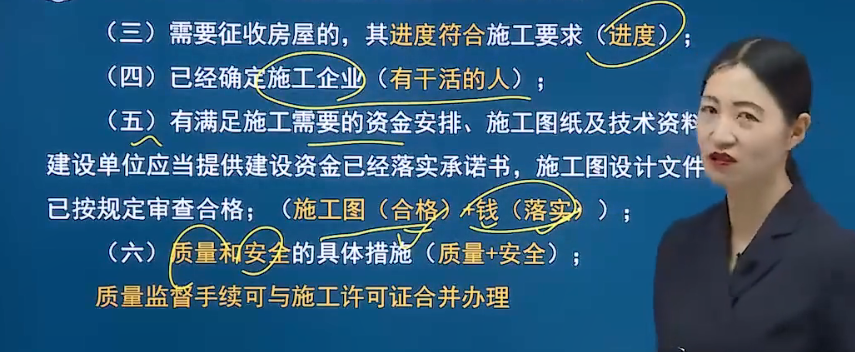 （三）需要征收房屋的，其进度符合施工要求（进度）；
（四）已经确定施工企业（有干活的人）；
（五）有满足施工需要的资金安排、施工图纸及技术资料
建设单位应当提供建设资金已经落实承诺书，施工图设计文件
已按规定审查合格；（施工图（合格）+钱（落实））；
（六）质量和安全的具体措施（质量+安全）；
质量监督手续可与施工许可证合并办理